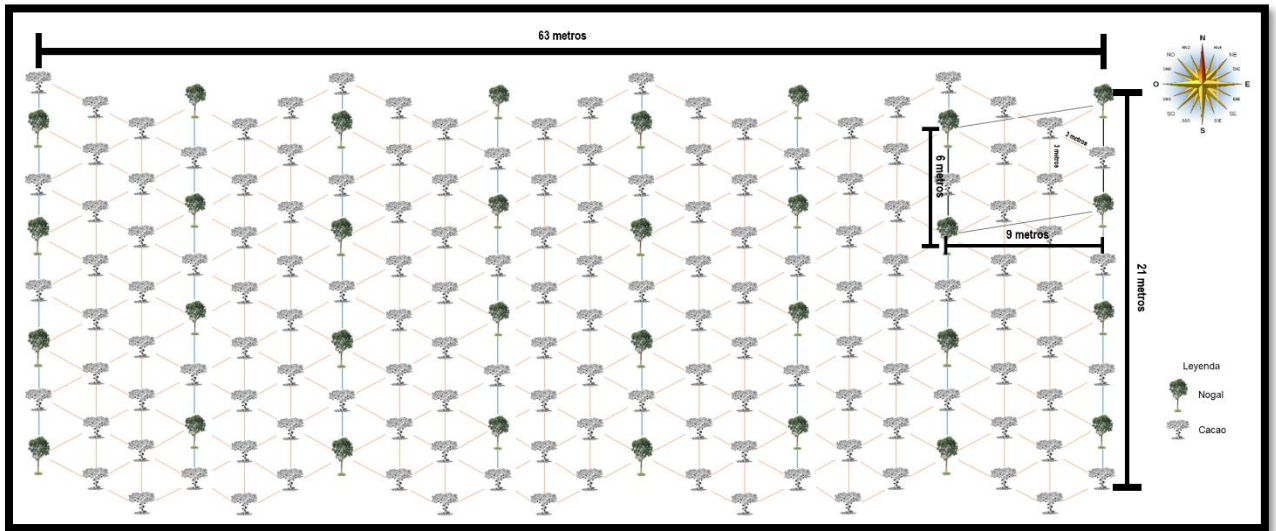 63 metros
N
NO
NE
O
E
SO
SE
S
3 metros
3 metros
6 metros
9 metros
21 metros
Leyenda
Nogal
Cacao